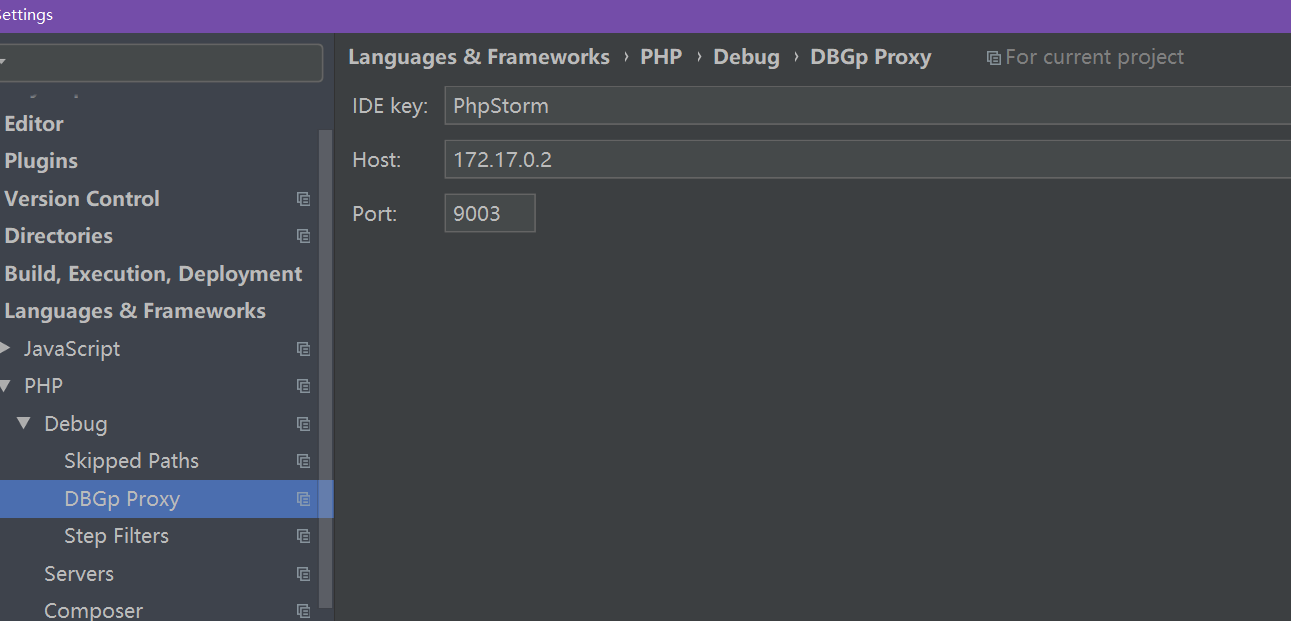 Settings
Languages & Frameworks › PHP › Debug › DBGp Proxy For current project
IDE key: PhpStorm
Host: 172.17.0.2
Port: 9003
Editor
Plugins
Version Control
Directories
Build, Execution, Deployment
Languages & Frameworks
JavaScript
PHP
Debug
Skipped Paths
DBGp Proxy
Step Filters
Servers
Composer